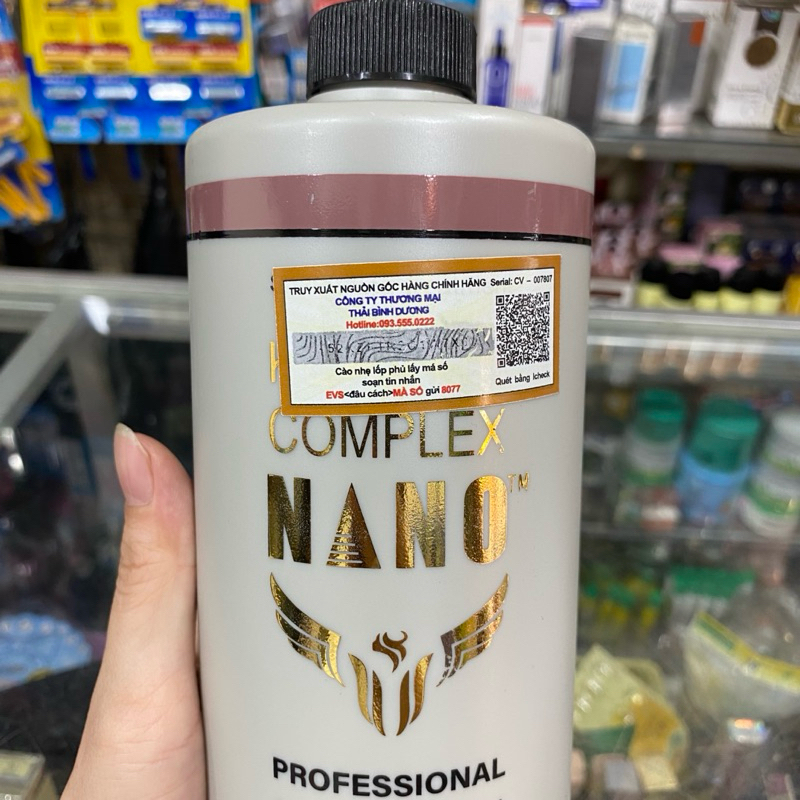 TRUY XUẤT NGUỒN GỐC HÀNG CHÍNH HÃNG Serial: CV - 007807
CÔNG TY THƯƠNG MẠI
THÁI BÌNH DƯƠNG
Hotline:093.555.0222
Cào nhẹ lốp phủ lấy mã số
soạn tin nhắn
EVS<đâu cách>MÃ SỐ gửi 8077
Quét bằng icheck
COMPLEX
NANO™
PROFESSIONAL